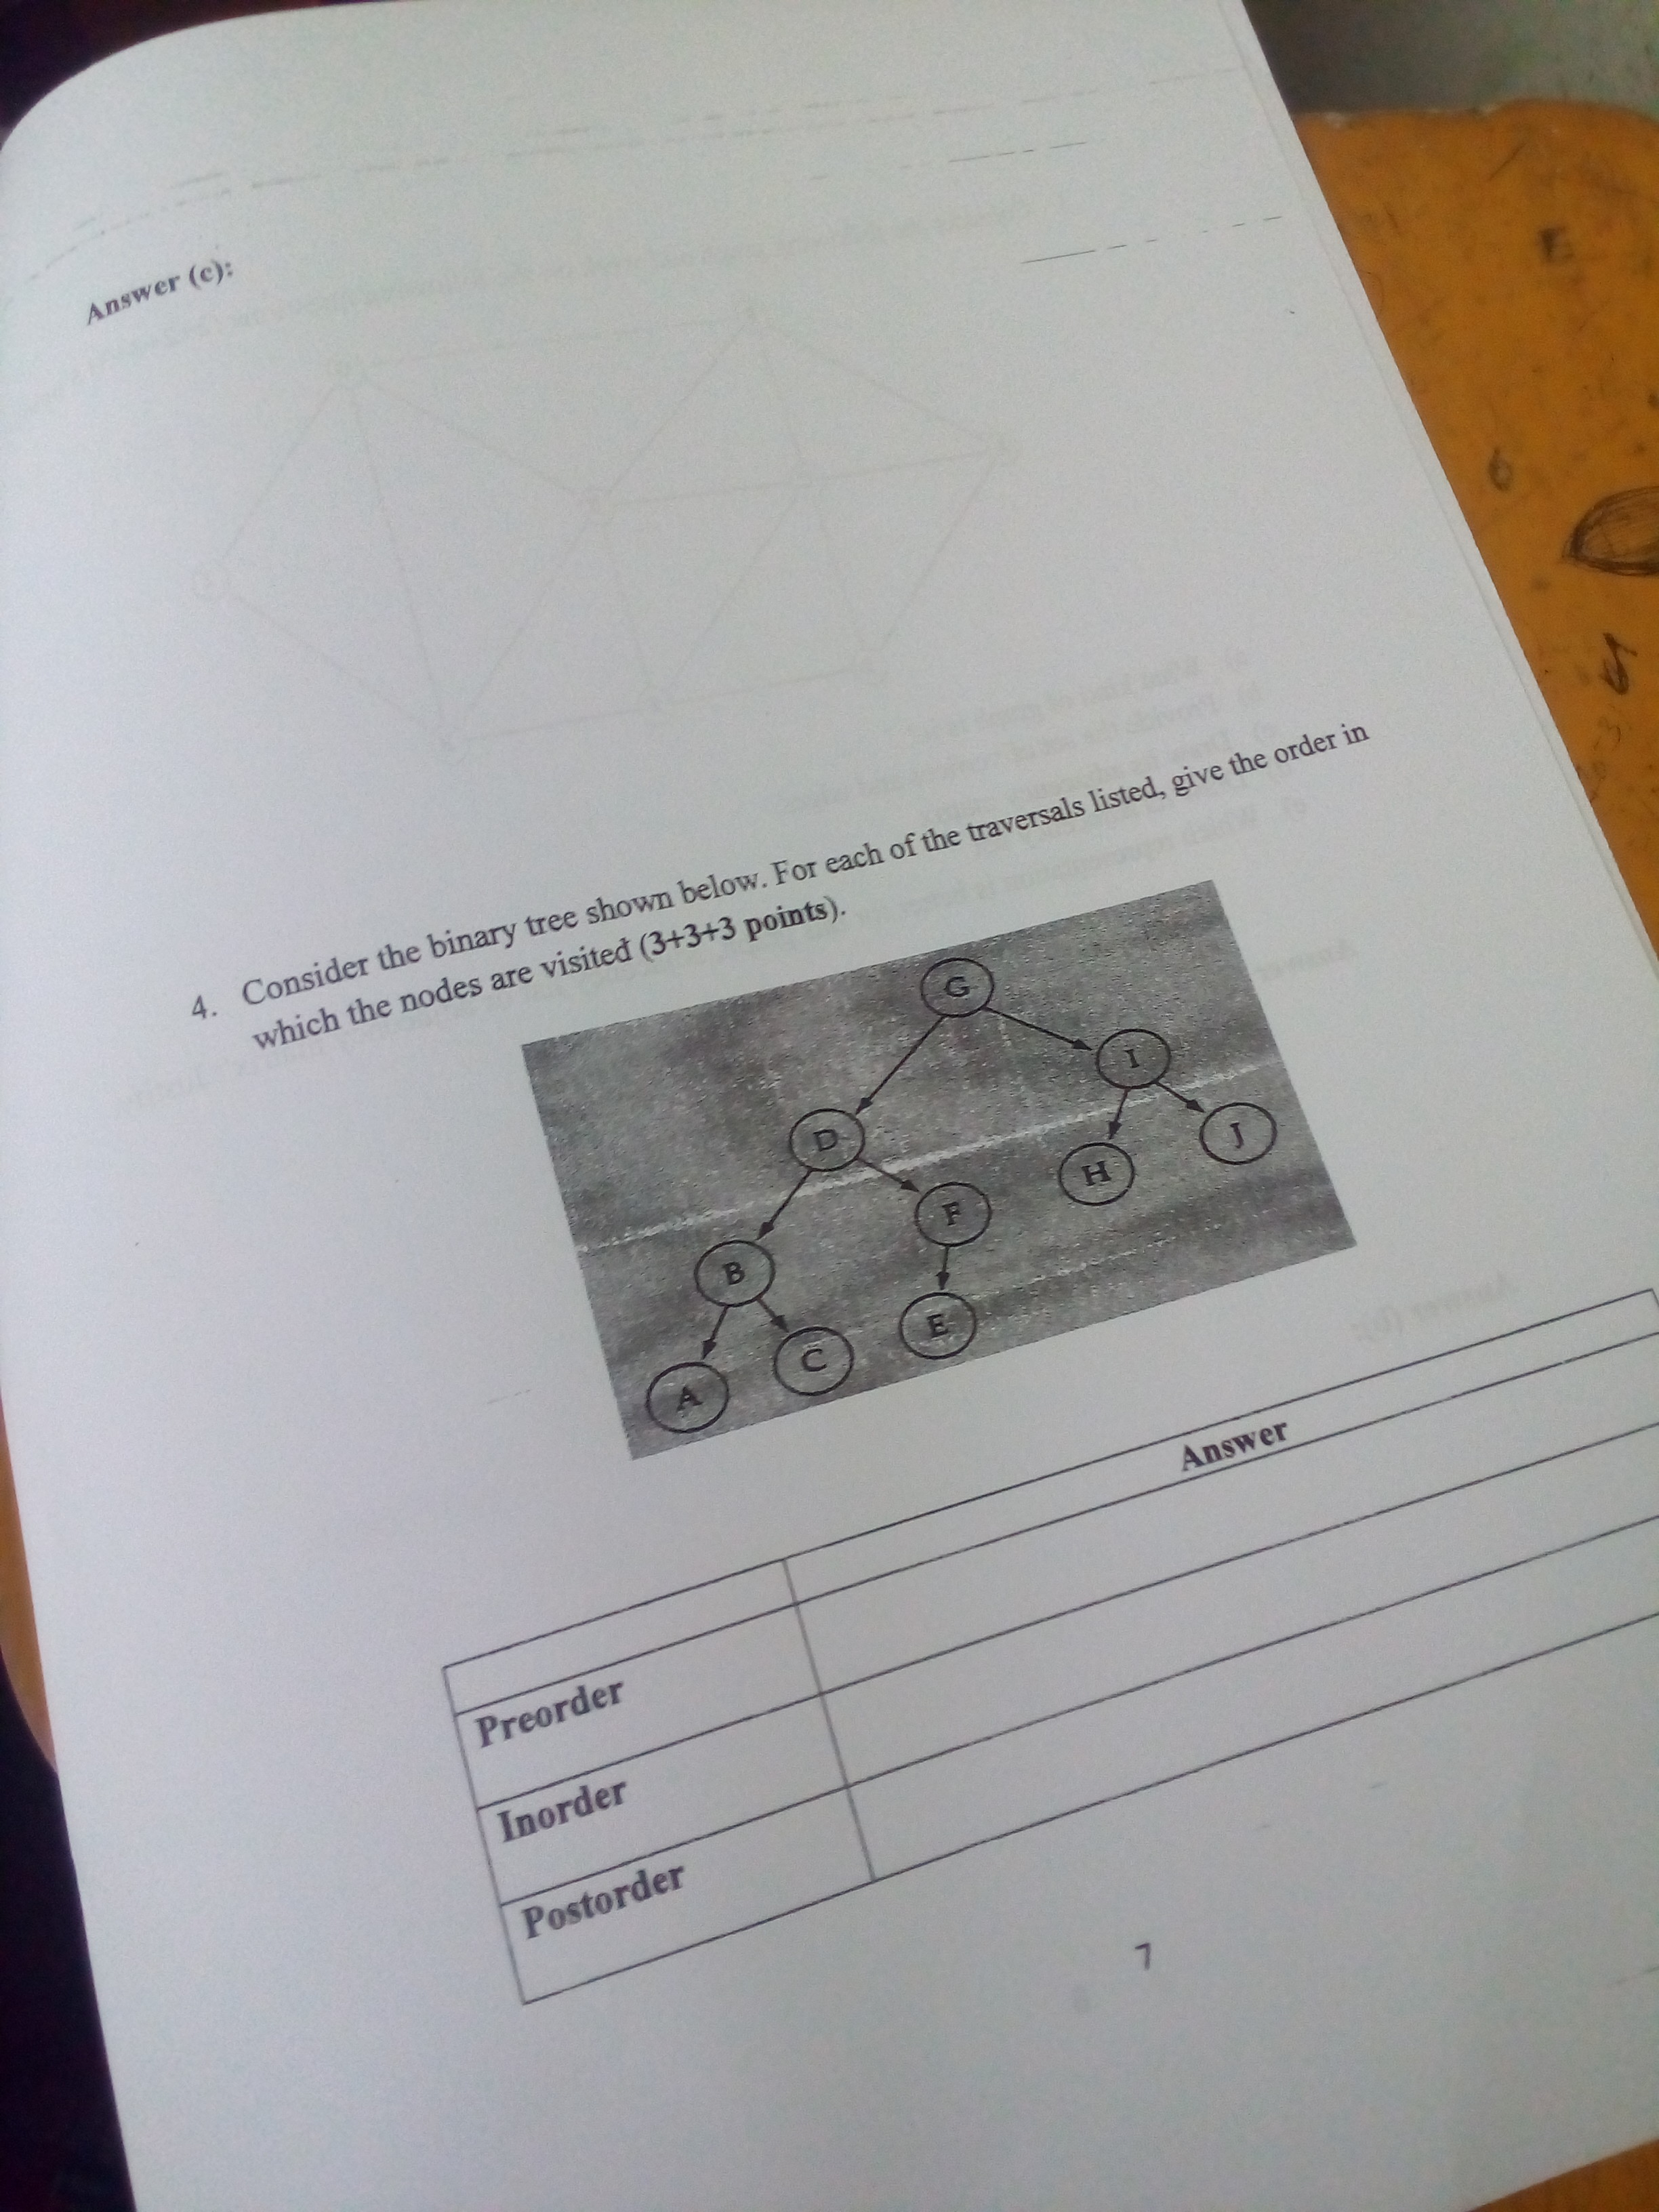 Answer (c):
4. Consider the binary tree shown below. For each of the traversals listed, give the order in
which the nodes are visited (3+3+3 points).
G
I
D
J
H
F
B
E
C
A
Answer
Preorder
Inorder
Postorder
7